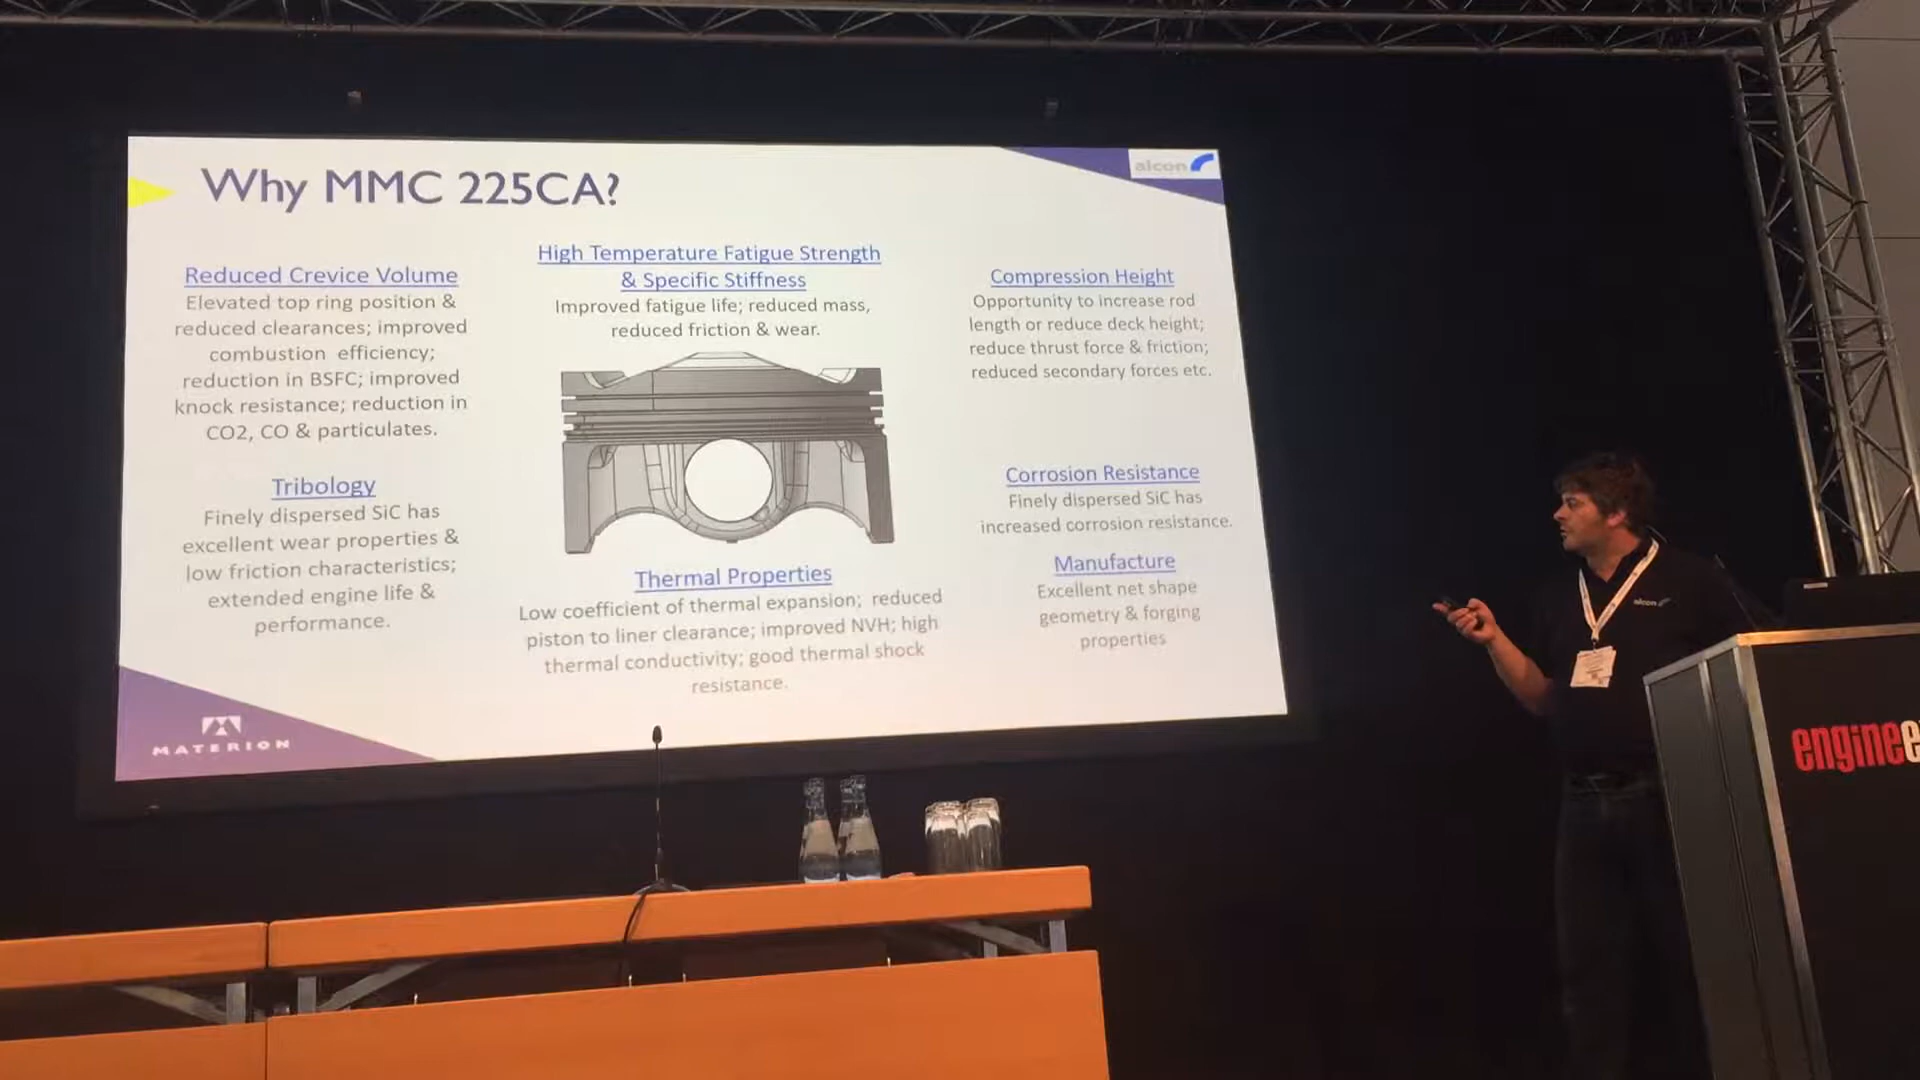 Why MMC 225CA?
alcon
Reduced Crevice Volume
Elevated top ring position &
reduced clearances; improved
combustion efficiency;
reduction in BSFC; improved
knock resistance; reduction in
CO2, CO & particulates.
High Temperature Fatigue Strength
& Specific Stiffness
Improved fatigue life; reduced mass,
reduced friction & wear.
Compression Height
Opportunity to increase rod
length or reduce deck height;
reduce thrust force & friction;
reduced secondary forces etc.
Tribology
Finely dispersed SiC has
excellent wear properties &
low friction characteristics;
extended engine life &
performance.
Thermal Properties
Low coefficient of thermal expansion; reduced
piston to liner clearance; improved NVH; high
thermal conductivity; good thermal shock
resistance.
Corrosion Resistance
Finely dispersed SiC has
increased corrosion resistance.
Manufacture
Excellent net shape
geometry & forging
properties
MATERION
alcon
engine